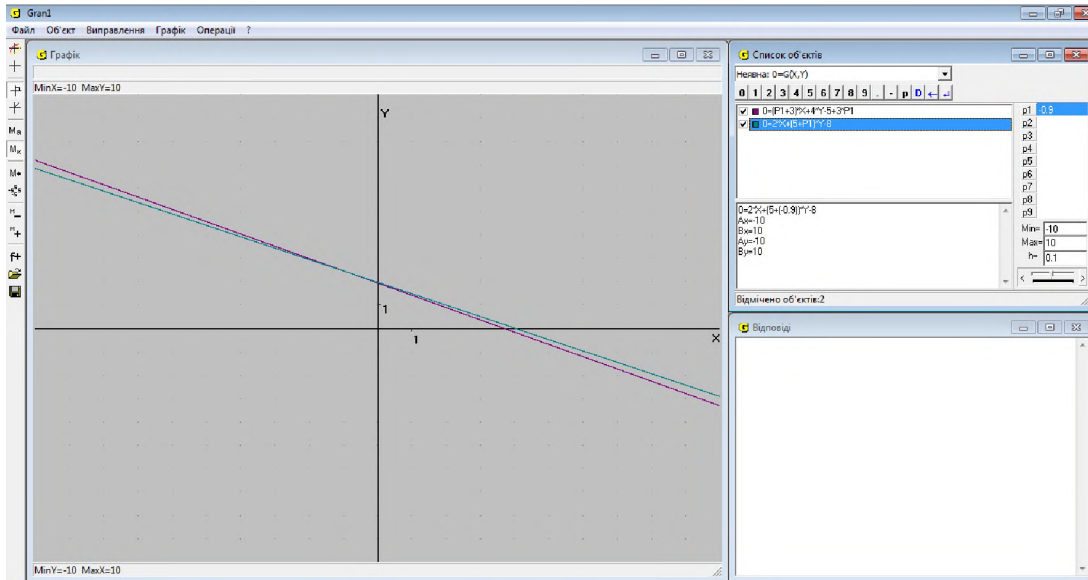 Gran1
Файл Об'єкт Виправлення Графік Операції ?
Графік
MinX=-10 MaxY=10
Y
1
1
X
MinY=-10 MaxX=10
Список об'єктів
Неявна: 0=G(X,Y)
0 1 2 3 4 5 6 7 8 9 . - p D ← ↵
0=(P1+3)*X+4*Y-5+3*P1
0=2*X+(5+P1)*Y-8
p1 -0.9
p2
p3
p4
p5
p6
p7
p8
p9
0=2*X+(5+(-0.9))*Y-8
Ax=-10
Bx=10
Ay=-10
By=10
Min= -10
Max= 10
h= 0.1
Відмічено об'єктів:2
Відповіді